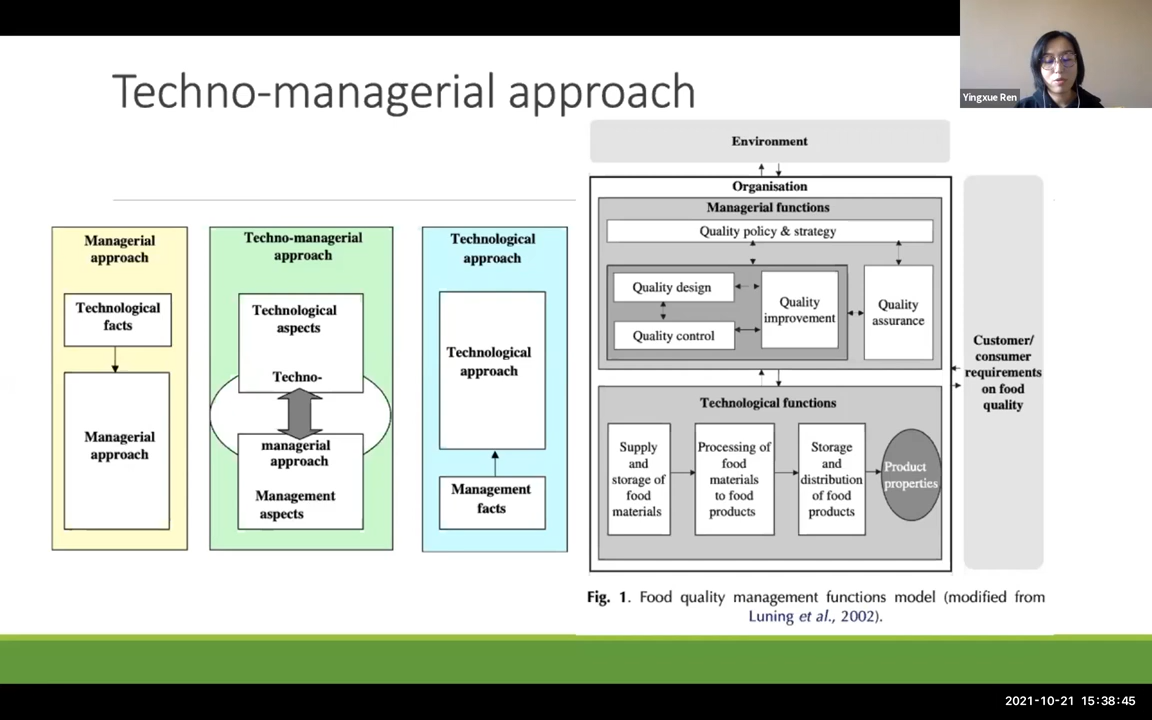 Techno-managerial approach
Yingxue Ren
Managerial
approach
Technological
facts
Managerial
approach
Techno-managerial
approach
Technological
aspects
Techno-
managerial
approach
Management
aspects
Technological
approach
Technological
approach
Management
facts
Environment
Organisation
Managerial functions
Quality policy & strategy
Quality design
Quality control
Quality
improvement
Quality
assurance
Technological functions
Supply
and
storage of
food
materials
Processing of
food
materials
to food
products
Storage
and
distribution
of food
products
Product
properties
Customer/
consumer
requirements
on food
quality
Fig. 1. Food quality management functions model (modified from
Luning et al., 2002).
2021-10-21 15:38:45